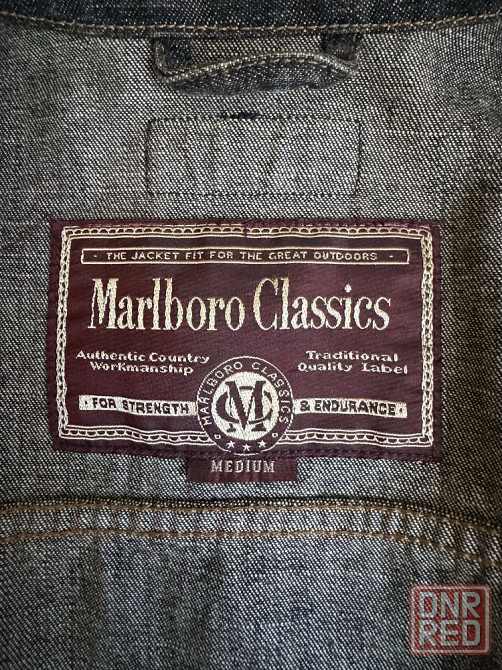 · THE JACKET FIT FOR THE GREAT OUTDOORS ·
Marlboro Classics
Authentic Country
Workmanship
Traditional
Quality Label
· FOR STRENGTH
MARLBORO CLASSICS
MC
& ENDURANCE ·
MEDIUM
DNR
RED